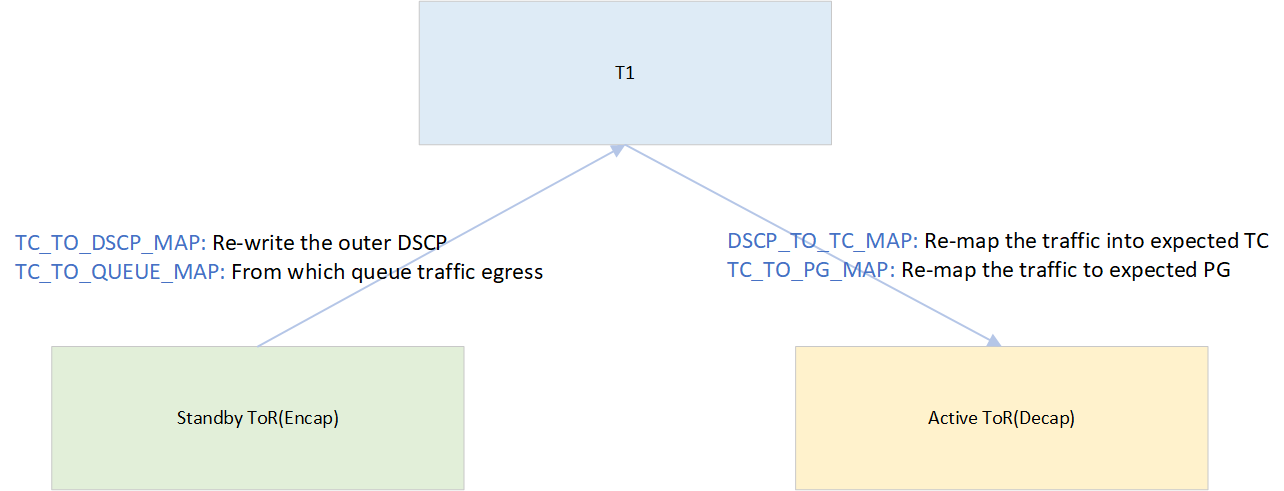 T1
TC_TO_DSCP_MAP: Re-write the outer DSCP
TC_TO_QUEUE_MAP: From which queue traffic egress
DSCP_TO_TC_MAP: Re-map the traffic into expected TC
TC_TO_PG_MAP: Re-map the traffic to expected PG
Standby ToR(Encap)
Active ToR(Decap)